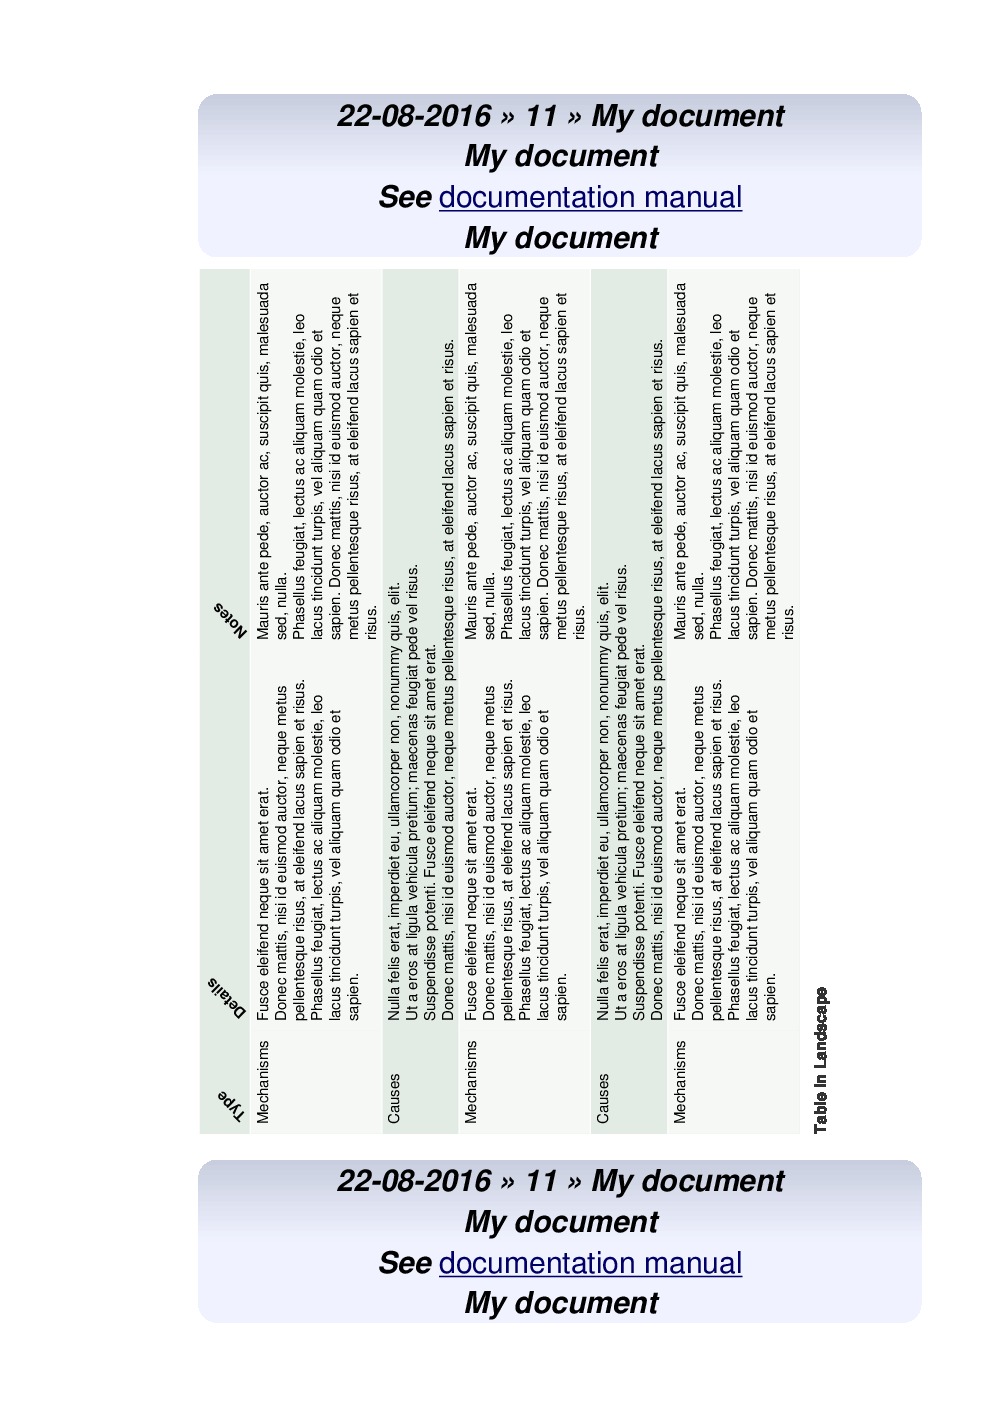 22-08-2016 » 11 » My document
My document
See documentation manual
My document
Type Details Notes
Mechanisms
Fusce eleifend neque sit amet erat.
Donec mattis, nisi id euismod auctor, neque metus
pellentesque risus, at eleifend lacus sapien et risus.
Phasellus feugiat, lectus ac aliquam molestie, leo
lacus tincidunt turpis, vel aliquam quam odio et
sapien.
Mauris ante pede, auctor ac, suscipit quis, malesuada
sed, nulla.
Phasellus feugiat, lectus ac aliquam molestie, leo
lacus tincidunt turpis, vel aliquam quam odio et
sapien. Donec mattis, nisi id euismod auctor, neque
metus pellentesque risus, at eleifend lacus sapien et
risus.
Causes
Nulla felis erat, imperdiet eu, ullamcorper non, nonummy quis, elit.
Ut a eros at ligula vehicula pretium; maecenas feugiat pede vel risus.
Suspendisse potenti. Fusce eleifend neque sit amet erat.
Donec mattis, nisi id euismod auctor, neque metus pellentesque risus, at eleifend lacus sapien et risus.
Mechanisms
Fusce eleifend neque sit amet erat.
Donec mattis, nisi id euismod auctor, neque metus
pellentesque risus, at eleifend lacus sapien et risus.
Phasellus feugiat, lectus ac aliquam molestie, leo
lacus tincidunt turpis, vel aliquam quam odio et
sapien.
Mauris ante pede, auctor ac, suscipit quis, malesuada
sed, nulla.
Phasellus feugiat, lectus ac aliquam molestie, leo
lacus tincidunt turpis, vel aliquam quam odio et
sapien. Donec mattis, nisi id euismod auctor, neque
metus pellentesque risus, at eleifend lacus sapien et
risus.
Causes
Nulla felis erat, imperdiet eu, ullamcorper non, nonummy quis, elit.
Ut a eros at ligula vehicula pretium; maecenas feugiat pede vel risus.
Suspendisse potenti. Fusce eleifend neque sit amet erat.
Donec mattis, nisi id euismod auctor, neque metus pellentesque risus, at eleifend lacus sapien et risus.
Mechanisms
Fusce eleifend neque sit amet erat.
Donec mattis, nisi id euismod auctor, neque metus
pellentesque risus, at eleifend lacus sapien et risus.
Phasellus feugiat, lectus ac aliquam molestie, leo
lacus tincidunt turpis, vel aliquam quam odio et
sapien.
Mauris ante pede, auctor ac, suscipit quis, malesuada
sed, nulla.
Phasellus feugiat, lectus ac aliquam molestie, leo
lacus tincidunt turpis, vel aliquam quam odio et
sapien. Donec mattis, nisi id euismod auctor, neque
metus pellentesque risus, at eleifend lacus sapien et
risus.
Table in Landscape
22-08-2016 » 11 » My document
My document
See documentation manual
My document